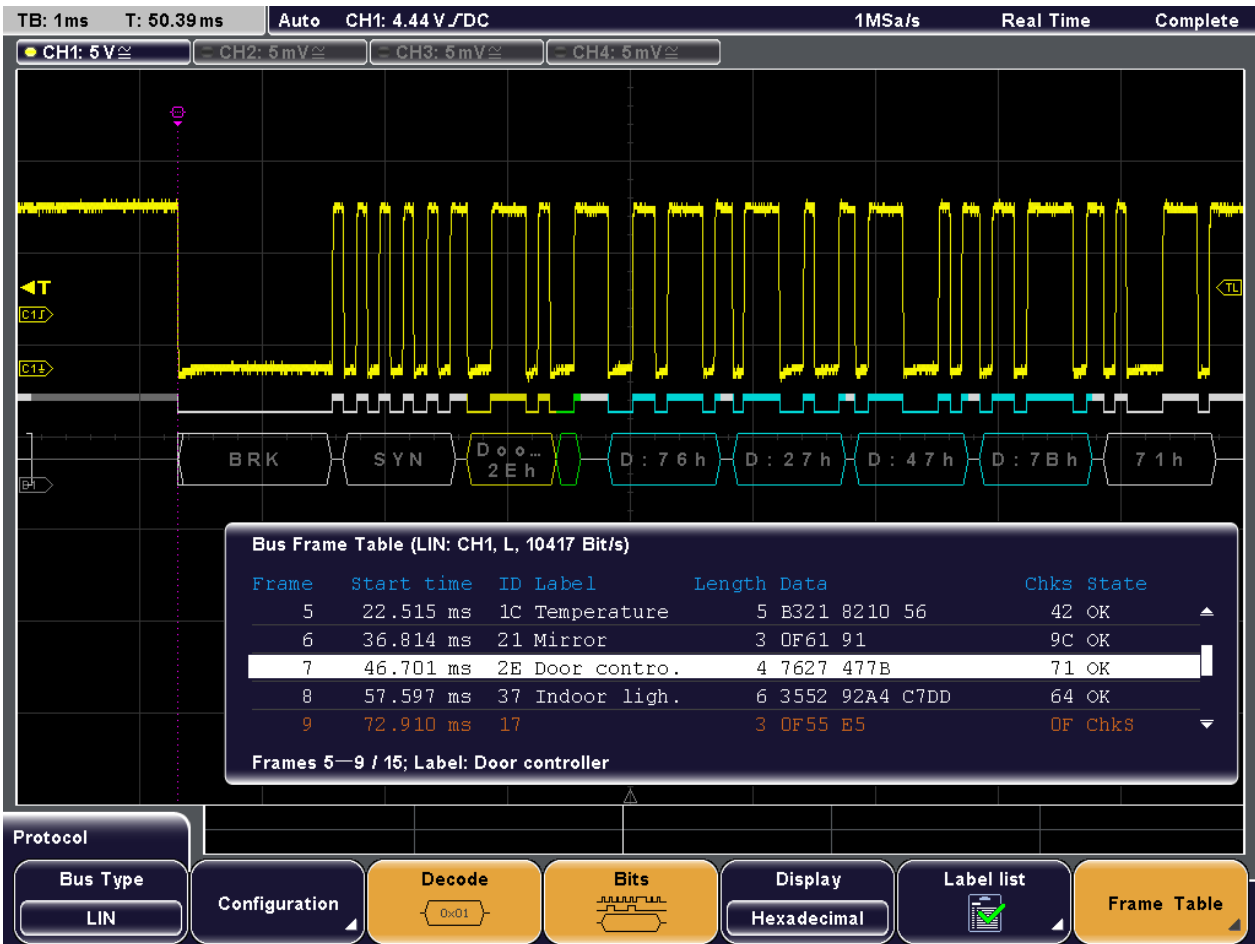 TB: 1ms T: 50.39 ms Auto CH1: 4.44 V DC 1MSa/s Real Time Complete
CH1: 5 V CH2: 5 mV CH3: 5 mV CH4: 5 mV
T
TL
C1
C1
BRK SYN Doo... 2Eh D:76h D:27h D:47h D:7Bh 71h
B1
Bus Frame Table (LIN: CH1, L, 10417 Bit/s)
Frame Start time ID Label Length Data Chks State
5 22.515 ms 1C Temperature 5 B321 8210 56 42 OK
6 36.814 ms 21 Mirror 3 0F61 91 9C OK
7 46.701 ms 2E Door contro. 4 7627 477B 71 OK
8 57.597 ms 37 Indoor ligh. 6 3552 92A4 C7DD 64 OK
9 72.910 ms 17 3 0F55 E5 0F ChkS
Frames 5—9 / 15; Label: Door controller
Protocol
Bus Type Configuration Decode Bits Display Label list Frame Table
LIN 0x01 Hexadecimal